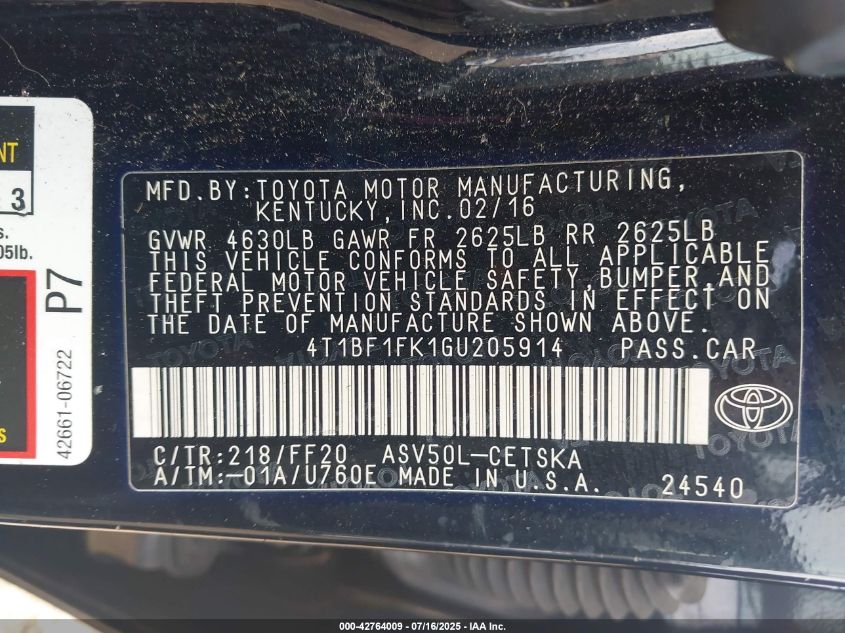 NT
3
s.
05lb.
P7
42661-06722
s
MFD.BY:TOYOTA MOTOR MANUFACTURING,
KENTUCKY,INC.02/16
GVWR 4630LB GAWR FR 2625LB RR 2625LB
THIS VEHICLE CONFORMS TO ALL APPLICABLE
FEDERAL MOTOR VEHICLE SAFETY,BUMPER,AND
THEFT PREVENTION STANDARDS IN EFFECT ON
THE DATE OF MANUFACTURE SHOWN ABOVE.
4T1BF1FK1GU205914 PASS.CAR
C/TR:218/FF20 ASV50L-CETSKA
A/TM:-01A/U760E MADE IN U.S.A. 24540
000-42764009 - 07/16/2025 - IAA Inc.